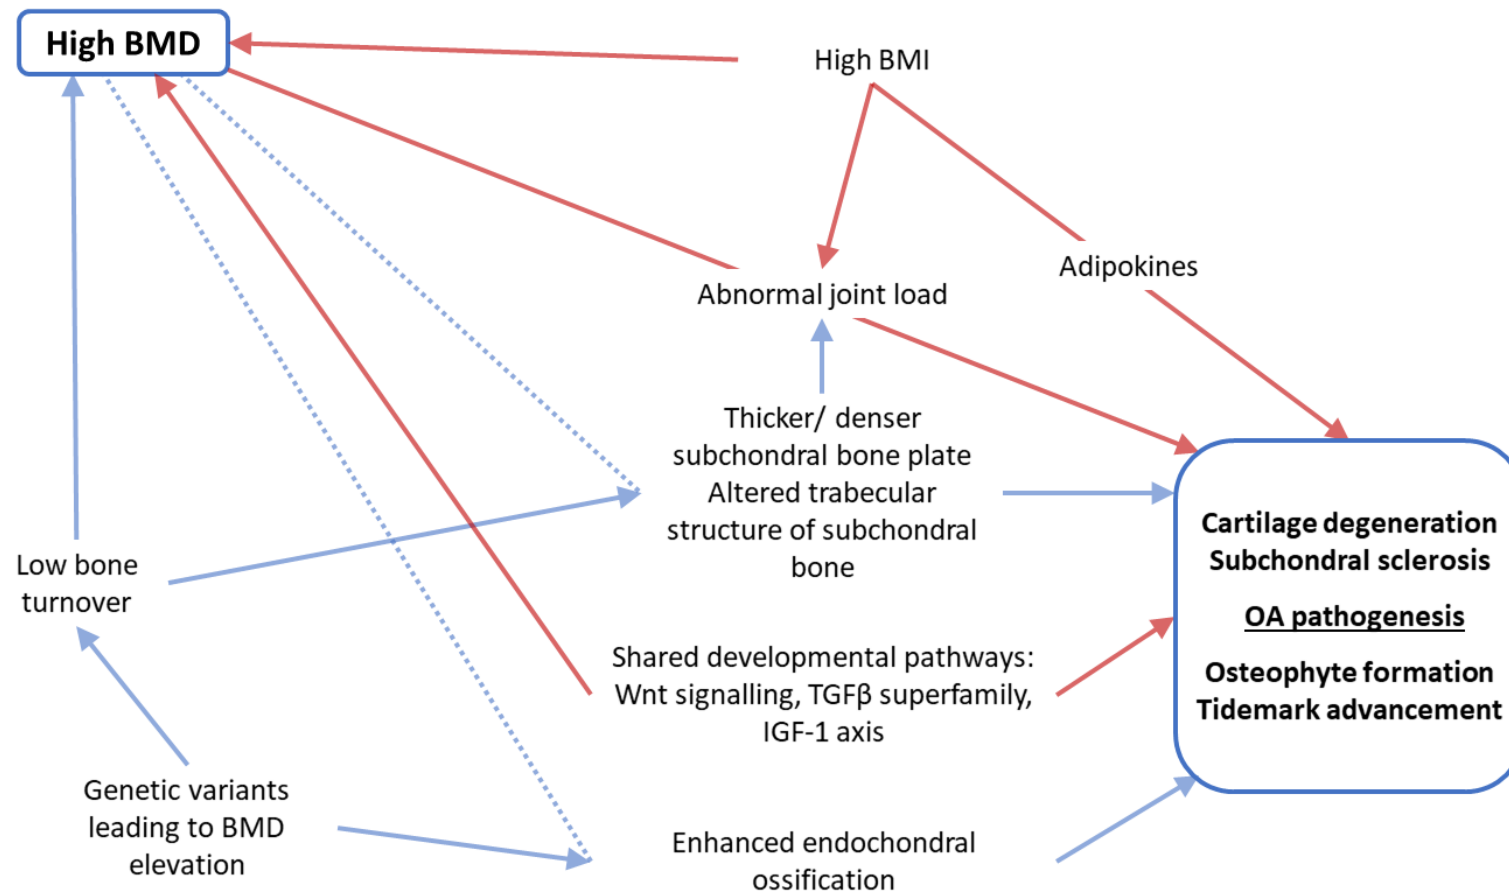 High BMD
High BMI
Adipokines
Abnormal joint load
Thicker/ denser
subchondral bone plate
Altered trabecular
structure of subchondral
bone
Cartilage degeneration
Subchondral sclerosis
OA pathogenesis
Osteophyte formation
Tidemark advancement
Low bone
turnover
Shared developmental pathways:
Wnt signalling, TGFβ superfamily,
IGF-1 axis
Genetic variants
leading to BMD
elevation
Enhanced endochondral
ossification